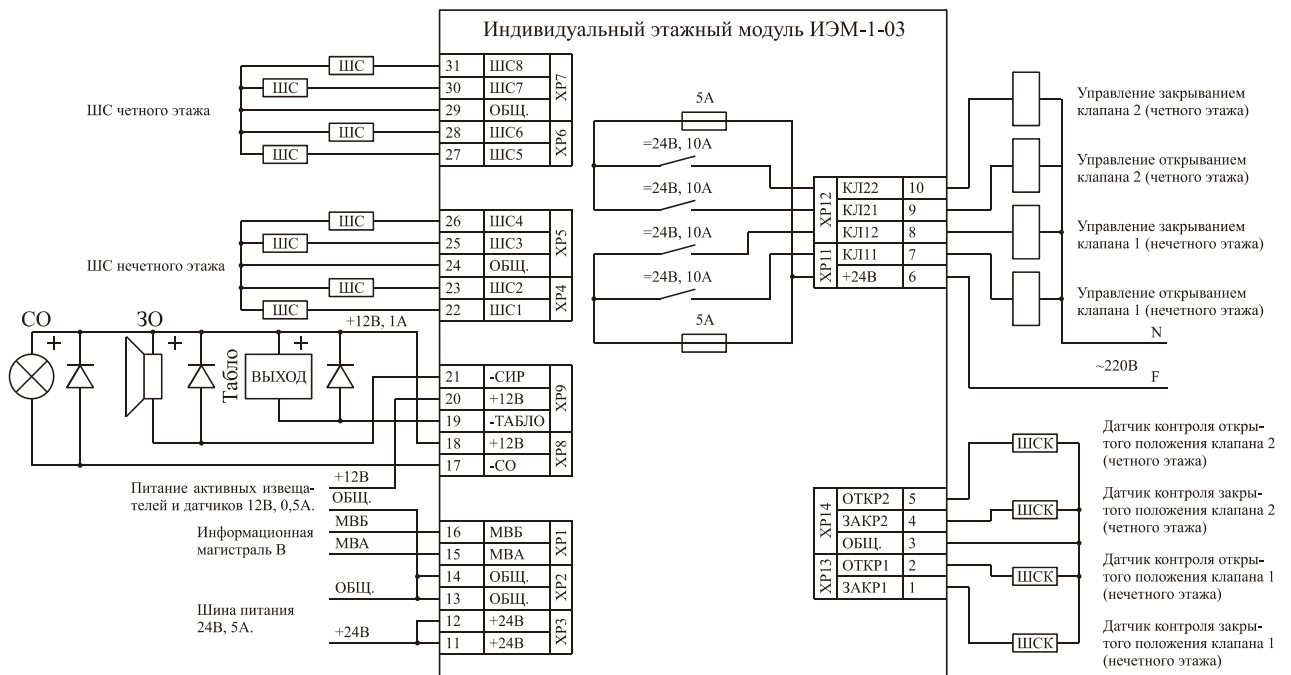 Индивидуальный этажный модуль ИЭМ-1-03
ШС четного этажа
ШС
ШС
ШС
ШС
31 ШС8
30 ШС7
29 ОБЩ.
28 ШС6
27 ШС5
XP7
XP6
ШС нечетного этажа
ШС
ШС
ШС
ШС
26 ШС4
25 ШС3
24 ОБЩ.
23 ШС2
22 ШС1
XP5
XP4
СО
+
ЗО
+
Табло
+
ВЫХОД
+12В, 1А
21 -СИР
20 +12В
19 -ТАБЛО
18 +12В
17 -СО
XP9
XP8
Питание активных извеща-
телей и датчиков 12В, 0,5А.
+12В
ОБЩ.
Информационная
магистраль В
МВБ
МВА
ОБЩ.
Шина питания
24В, 5А.
+24В
16 МВБ
15 МВА
14 ОБЩ.
13 ОБЩ.
12 +24В
11 +24В
XP1
XP2
XP3
5А
=24В, 10А
=24В, 10А
=24В, 10А
=24В, 10А
5А
XP12
XP11
КЛ22 10
КЛ21 9
КЛ12 8
КЛ11 7
+24В 6
Управление закрыванием
клапана 2 (четного этажа)
Управление открыванием
клапана 2 (четного этажа)
Управление закрыванием
клапана 1 (нечетного этажа)
Управление открыванием
клапана 1 (нечетного этажа)
N
~220В
F
XP14
XP13
ОТКР2 5
ЗАКР2 4
ОБЩ. 3
ОТКР1 2
ЗАКР1 1
ШСК
ШСК
ШСК
ШСК
Датчик контроля откры-
того положения клапана 2
(четного этажа)
Датчик контроля закры-
того положения клапана 2
(четного этажа)
Датчик контроля откры-
того положения клапана 1
(нечетного этажа)
Датчик контроля закры-
того положения клапана 1
(нечетного этажа)